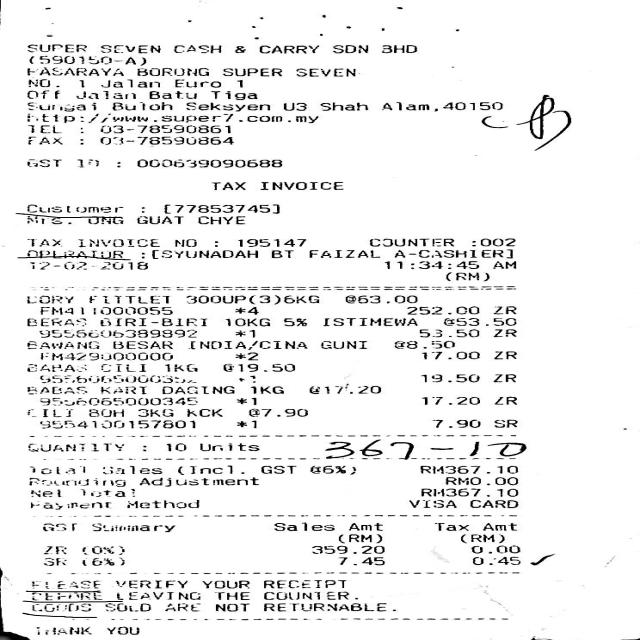 SUPER SEVEN CASH & CARRY SDN BHD
(590150-A)
PASARAYA BORONG SUPER SEVEN
NO. 1 Jalan Euro 1
Off Jalan Batu Tiga
Sungai Buloh Seksyen U3 Shah Alam,40150
http://www.super7.com.my
TEL : 03-78590861
FAX : 03-78590864
GST ID : 000639090688
TAX INVOICE
Customer : [77853745]
Mrs. ONG GUAT CHYE
TAX INVOICE NO : 195147 COUNTER :002
OPERATOR :[SYUNADAH BT FAIZAL A-CASHIER]
12-02-2018 11:34:45 AM
(RM)
LORY FITTLET 300UP(3)6KG @63.00
FM411000055 *4 252.00 ZR
BERAS BIRI-BIRI 10KG 5% ISTIMEWA @53.50
9556606389892 *1 53.50 ZR
BAWANG BESAR INDIA/CINA GUNI @8.50
FM429000000 *2 17.00 ZR
BABAS CILI 1KG @19.50
9556065000352 *1 19.50 ZR
BABAS KARI DAGING 1KG @17.20
9556065000345 *1 17.20 ZR
CILI BOH 3KG KCK @7.90
9554100157801 *1 7.90 SR
QUANTITY : 10 Units 367-10
Total Sales (Incl. GST @6%) RM367.10
Rounding Adjustment RM0.00
Net Total RM367.10
Payment Method VISA CARD
GST Summary Sales Amt Tax Amt
(RM) (RM)
ZR (0%) 359.20 0.00
SR (6%) 7.45 0.45
PLEASE VERIFY YOUR RECEIPT
BEFORE LEAVING THE COUNTER.
GOODS SOLD ARE NOT RETURNABLE.
THANK YOU